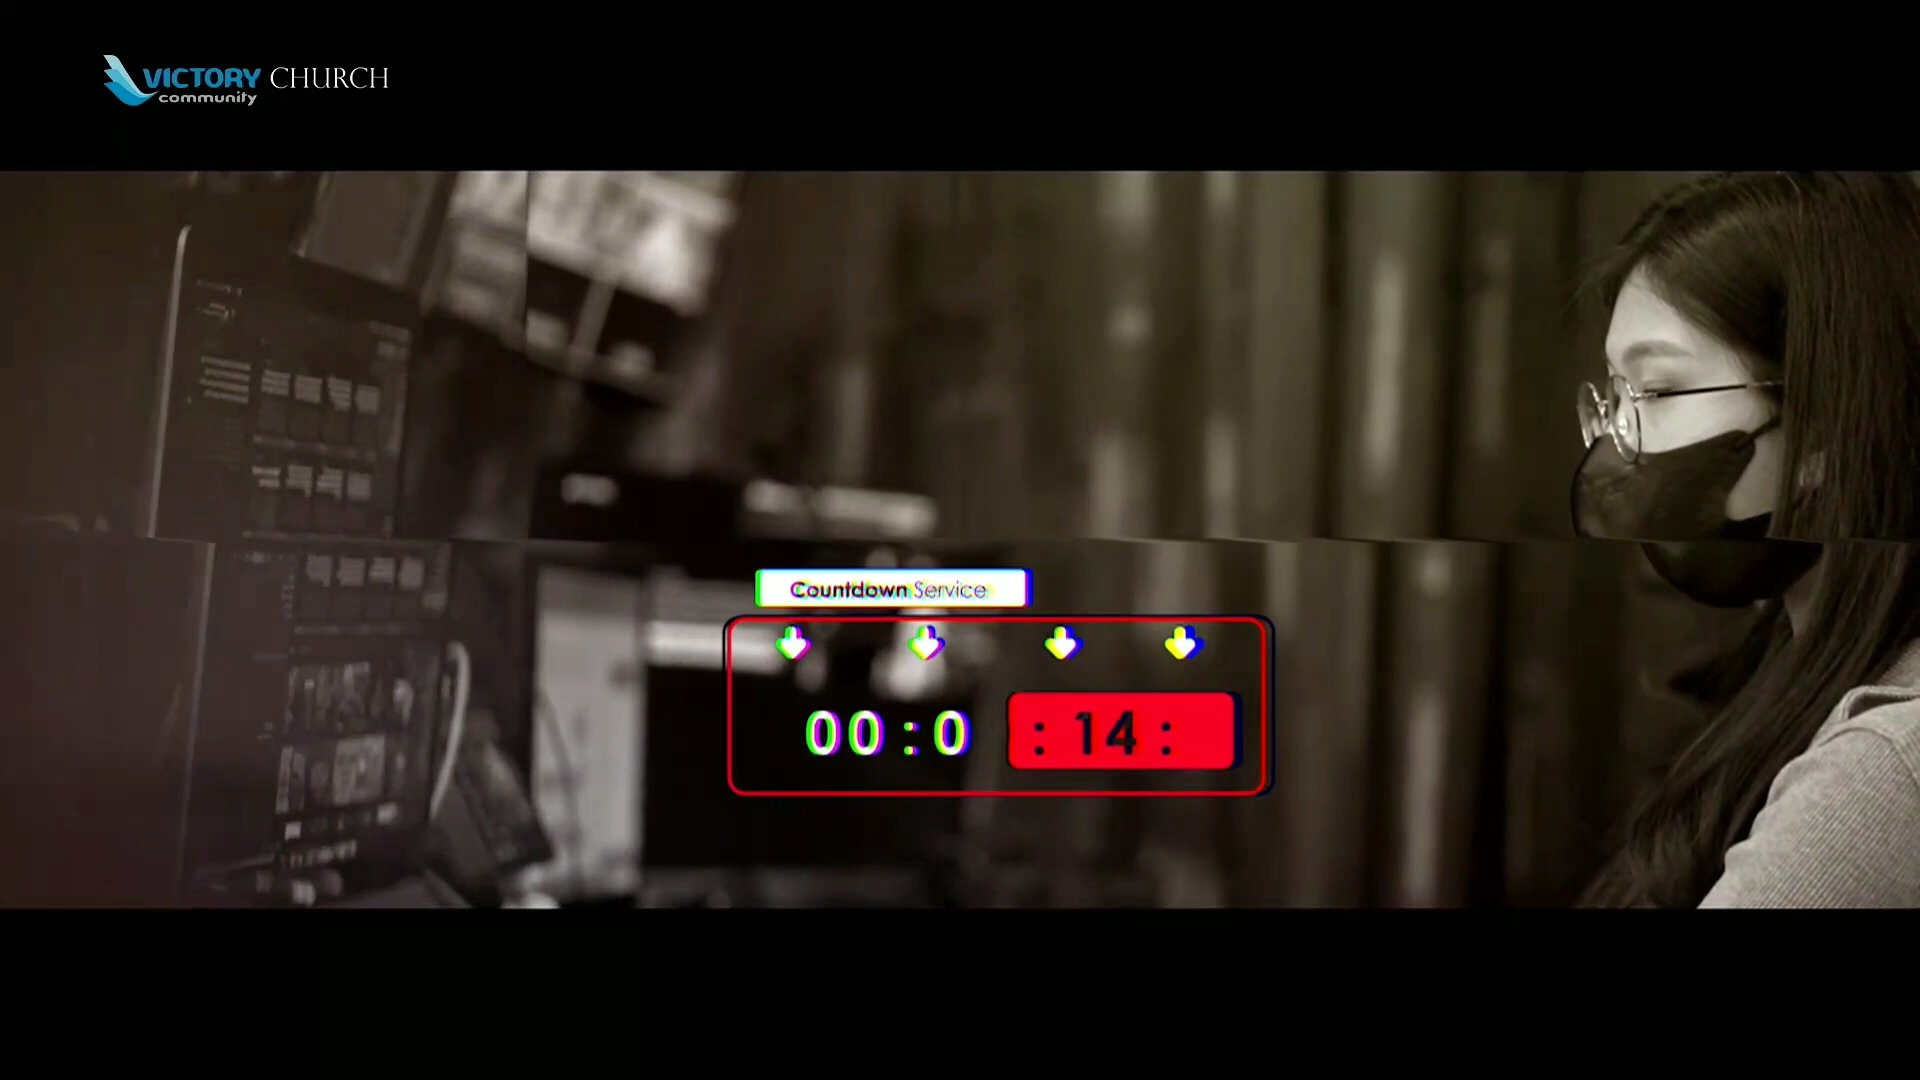 VICTORY CHURCH
community
Countdown Service
00 : 0 : 14 :